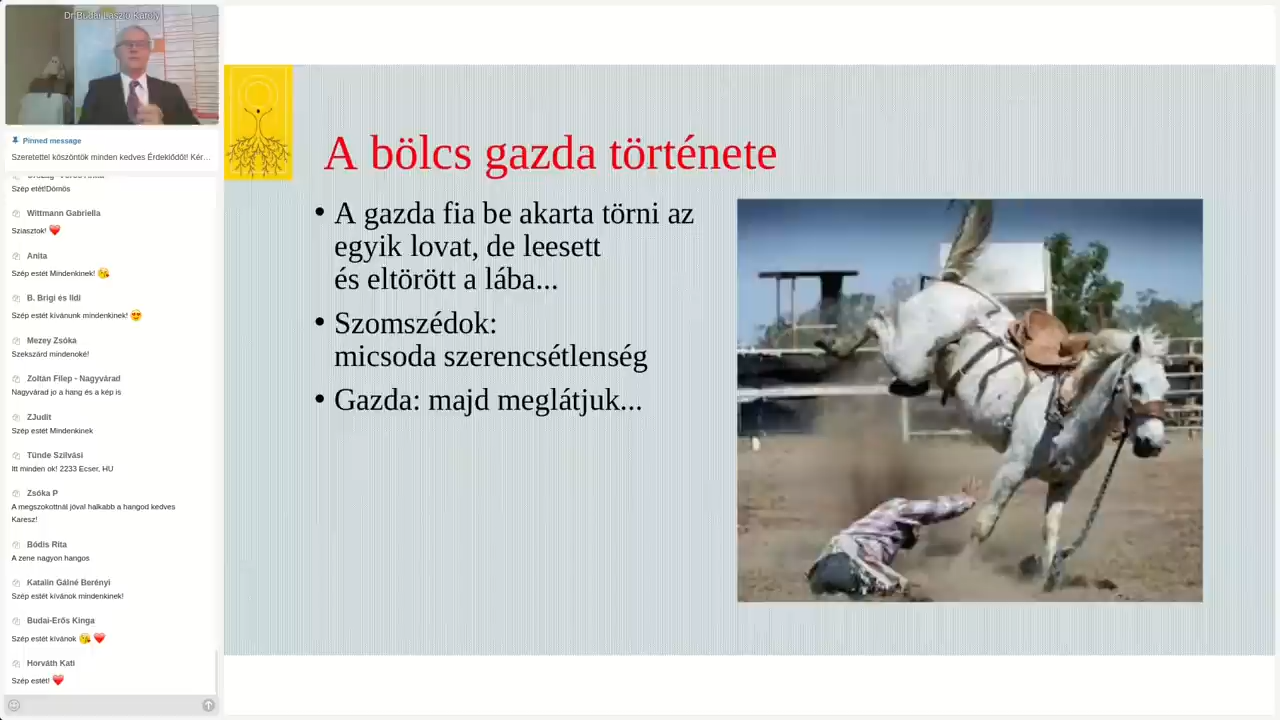 Dr Budai László Károly
Pinned message
Szeretettel köszöntök minden kedves Érdeklődőt! Kér…
Szép etét!Dömös
Wittmann Gabriella
Sziasztok! ❤️
Anita
Szép estét Mindenkinek! 😘
B. Brigi és Ildi
Szép estét kívánunk mindenkinek! 😍
Mezey Zsóka
Szekszárd mindenoké!
Zoltán Filep - Nagyvárad
Nagyvárad jo a hang és a kép is
ZJudit
Szép estét Mindenkinek
Tünde Szilvási
Itt minden ok! 2233 Ecser, HU
Zsóka P
A megszokottnál jóval halkabb a hangod kedves
Karesz!
Bódis Rita
A zene nagyon hangos
Katalin Gálné Berényi
Szép estét kívánok mindenkinek!
Budai-Erős Kinga
Szép estét kívánok 😘 ❤️
Horváth Kati
Szép estét! ❤️
A bölcs gazda története
• A gazda fia be akarta törni az
egyik lovat, de leesett
és eltörött a lába...
• Szomszédok:
micsoda szerencsétlenség
• Gazda: majd meglátjuk...